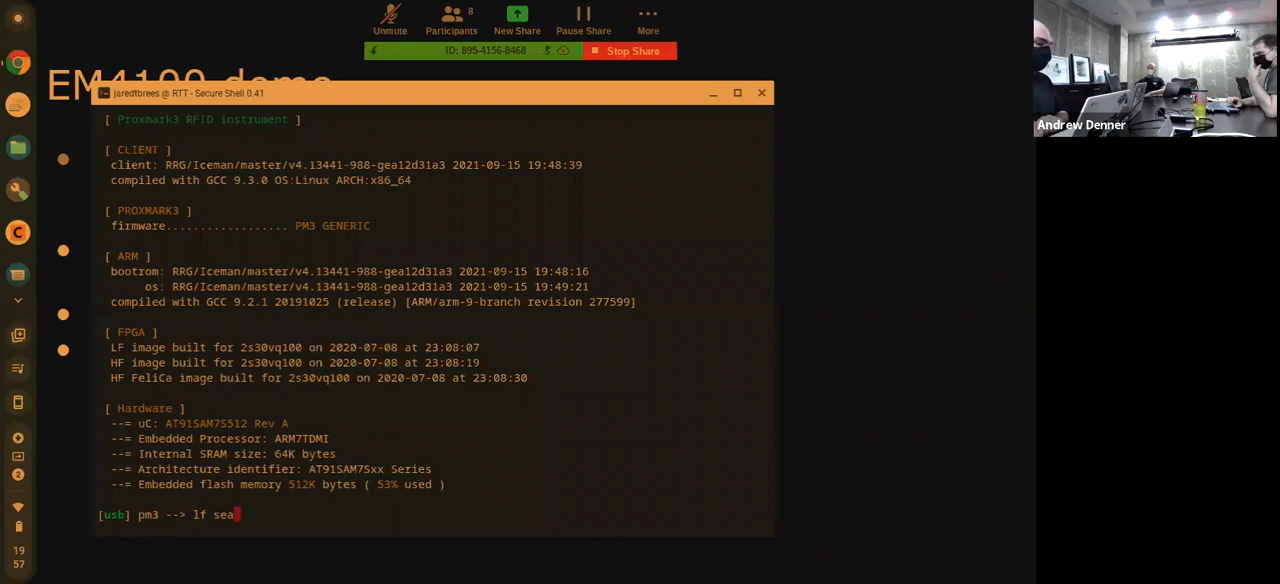 Unmute
Participants
8
New Share
Pause Share
More
ID: 895-4156-8468
Stop Share
EM4100 demo
jaredtbrees @ RTT - Secure Shell 0.41
[ Proxmark3 RFID instrument ]
[ CLIENT ]
client: RRG/Iceman/master/v4.13441-988-gea12d31a3 2021-09-15 19:48:39
compiled with GCC 9.3.0 OS:Linux ARCH:x86_64
[ PROXMARK3 ]
firmware.................. PM3 GENERIC
[ ARM ]
bootrom: RRG/Iceman/master/v4.13441-988-gea12d31a3 2021-09-15 19:48:16
os: RRG/Iceman/master/v4.13441-988-gea12d31a3 2021-09-15 19:49:21
compiled with GCC 9.2.1 20191025 (release) [ARM/arm-9-branch revision 277599]
[ FPGA ]
LF image built for 2s30vq100 on 2020-07-08 at 23:08:07
HF image built for 2s30vq100 on 2020-07-08 at 23:08:19
HF FeliCa image built for 2s30vq100 on 2020-07-08 at 23:08:30
[ Hardware ]
--= uC: AT91SAM7S512 Rev A
--= Embedded Processor: ARM7TDMI
--= Internal SRAM size: 64K bytes
--= Architecture identifier: AT91SAM7Sxx Series
--= Embedded flash memory 512K bytes ( 53% used )
[usb] pm3 --> lf sea
2
19
57
Andrew Denner